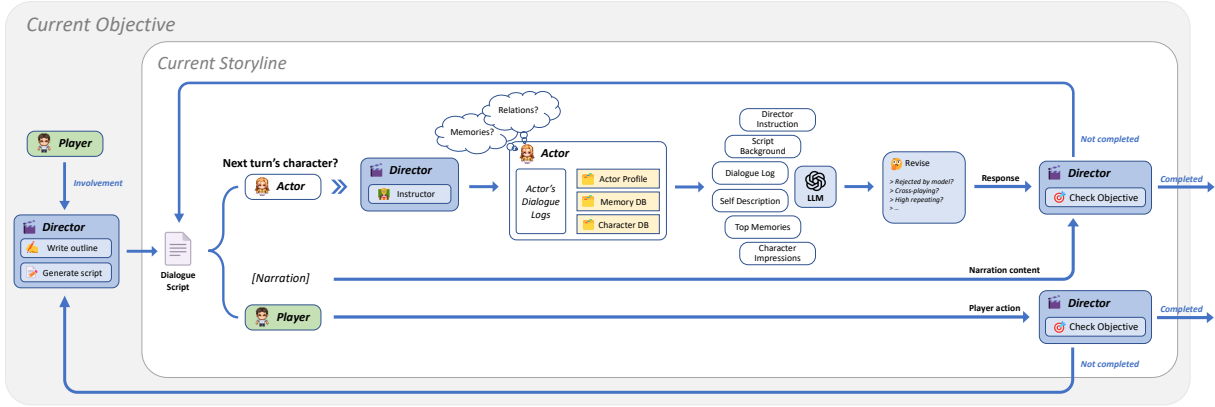 Current Objective
Current Storyline
Player
Involvement
Director
Write outline
Generate script
Dialogue
Script
Next turn's character?
Actor
[Narration]
Player
Director
Instructor
Memories?
Relations?
Actor
Actor's
Dialogue
Logs
Actor Profile
Memory DB
Character DB
Director
Instruction
Script
Background
Dialogue Log
Self Description
Top Memories
Character
Impressions
LLM
Revise
> Rejected by model?
> Cross-playing?
> High repeating?
> ...
Response
Narration content
Player action
Not completed
Director
Check Objective
Completed
Director
Check Objective
Completed
Not completed